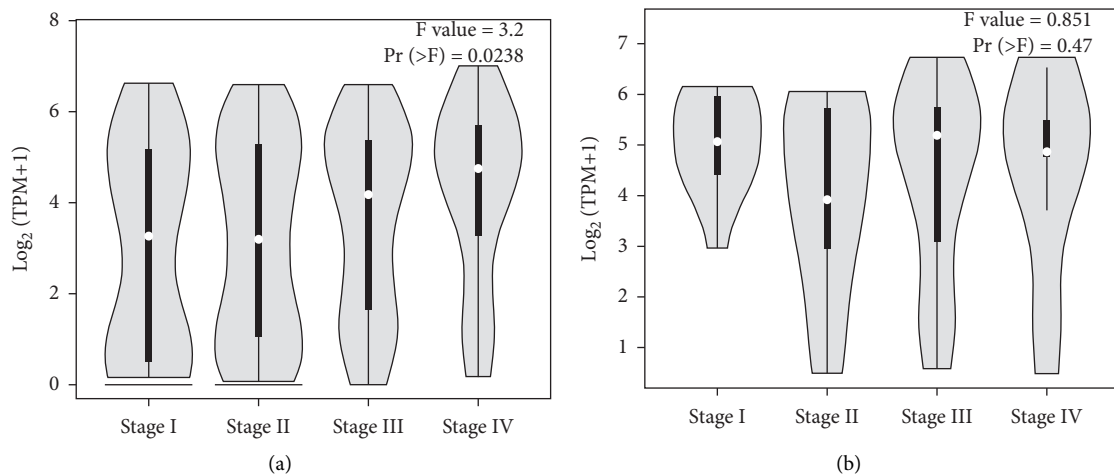 F value = 3.2
Pr (>F) = 0.0238
Log2 (TPM+1)
8
6
4
2
0
Stage I Stage II Stage III Stage IV
(a)
F value = 0.851
Pr (>F) = 0.47
Log2 (TPM+1)
7
6
5
4
3
2
1
Stage I Stage II Stage III Stage IV
(b)